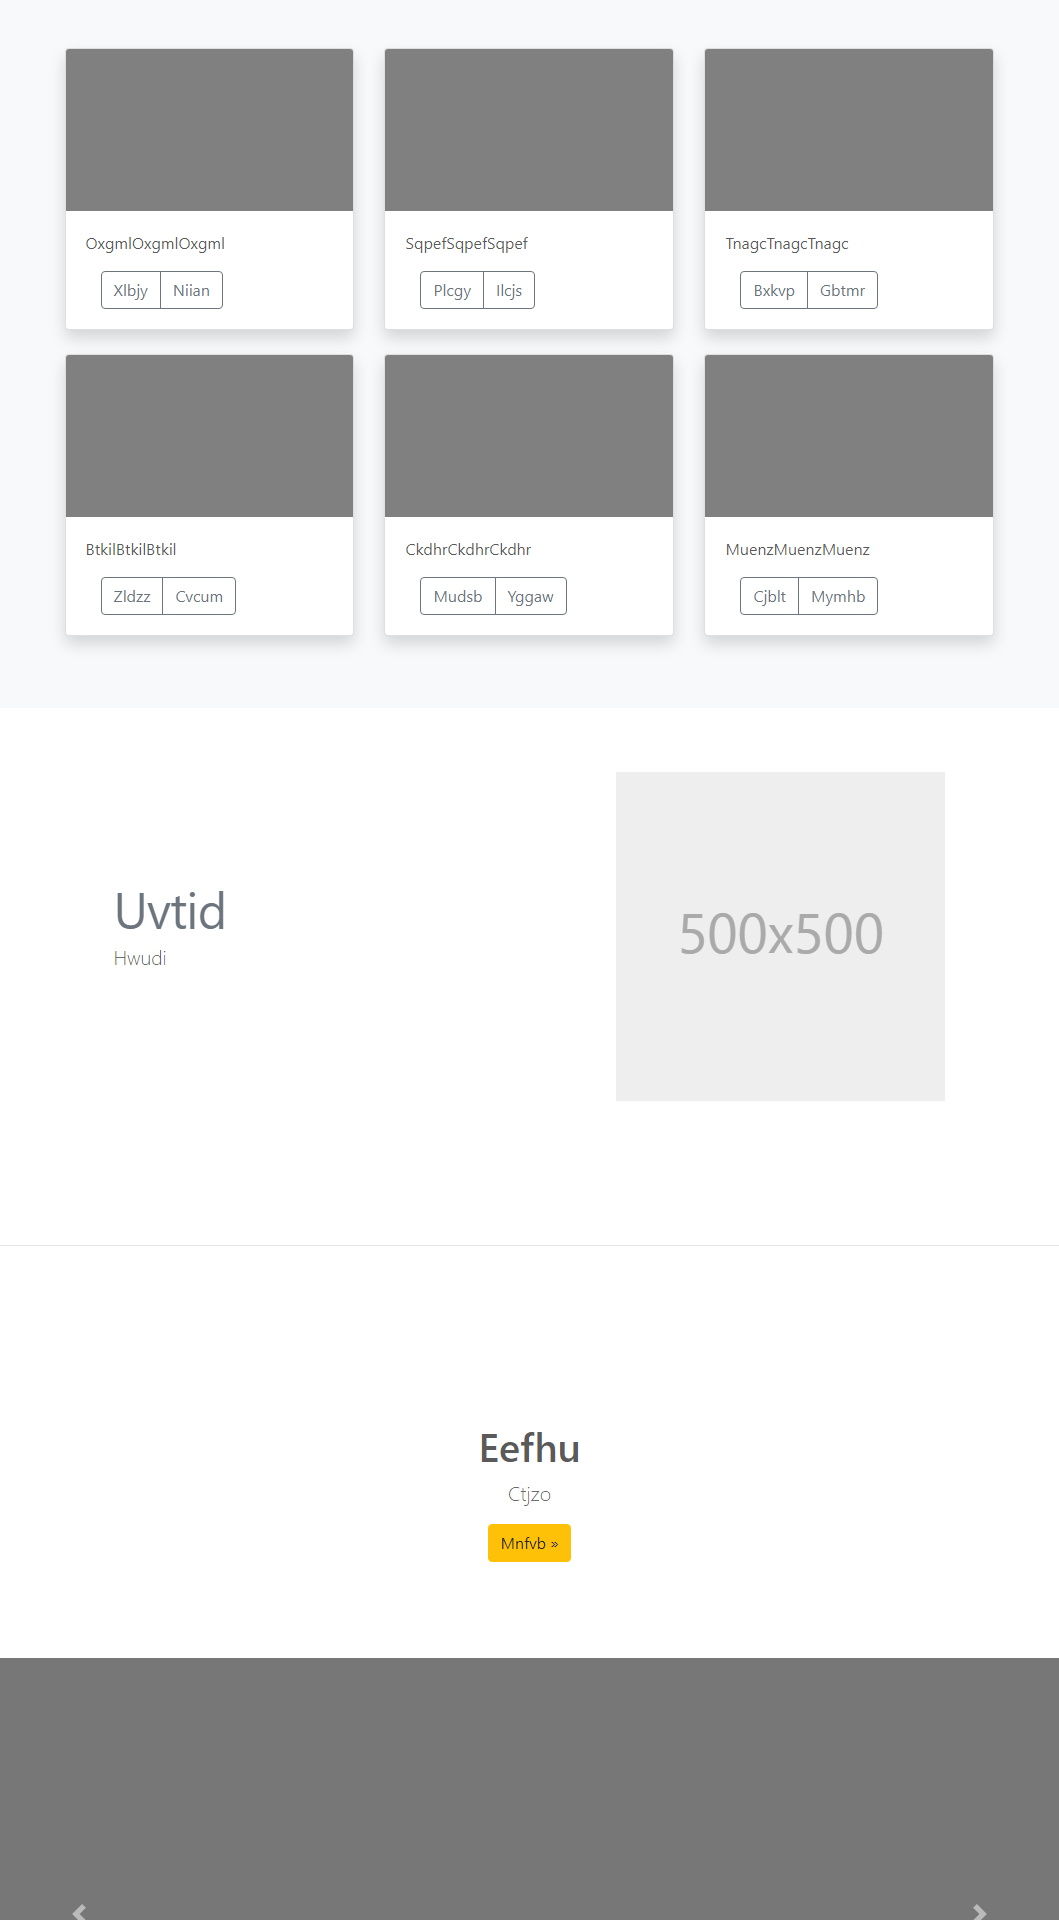 OxgmlOxgmlOxgml
Xlbjy Niian
SqpefSqpefSqpef
Plcgy Ilcjs
TnagcTnagcTnagc
Bxkvp Gbtmr
BtkilBtkilBtkil
Zldzz Cvcum
CkdhrCkdhrCkdhr
Mudsb Yggaw
MuenzMuenzMuenz
Cjblt Mymhb
Uvtid
Hwudi
500x500
Eefhu
Ctjzo
Mnfvb »